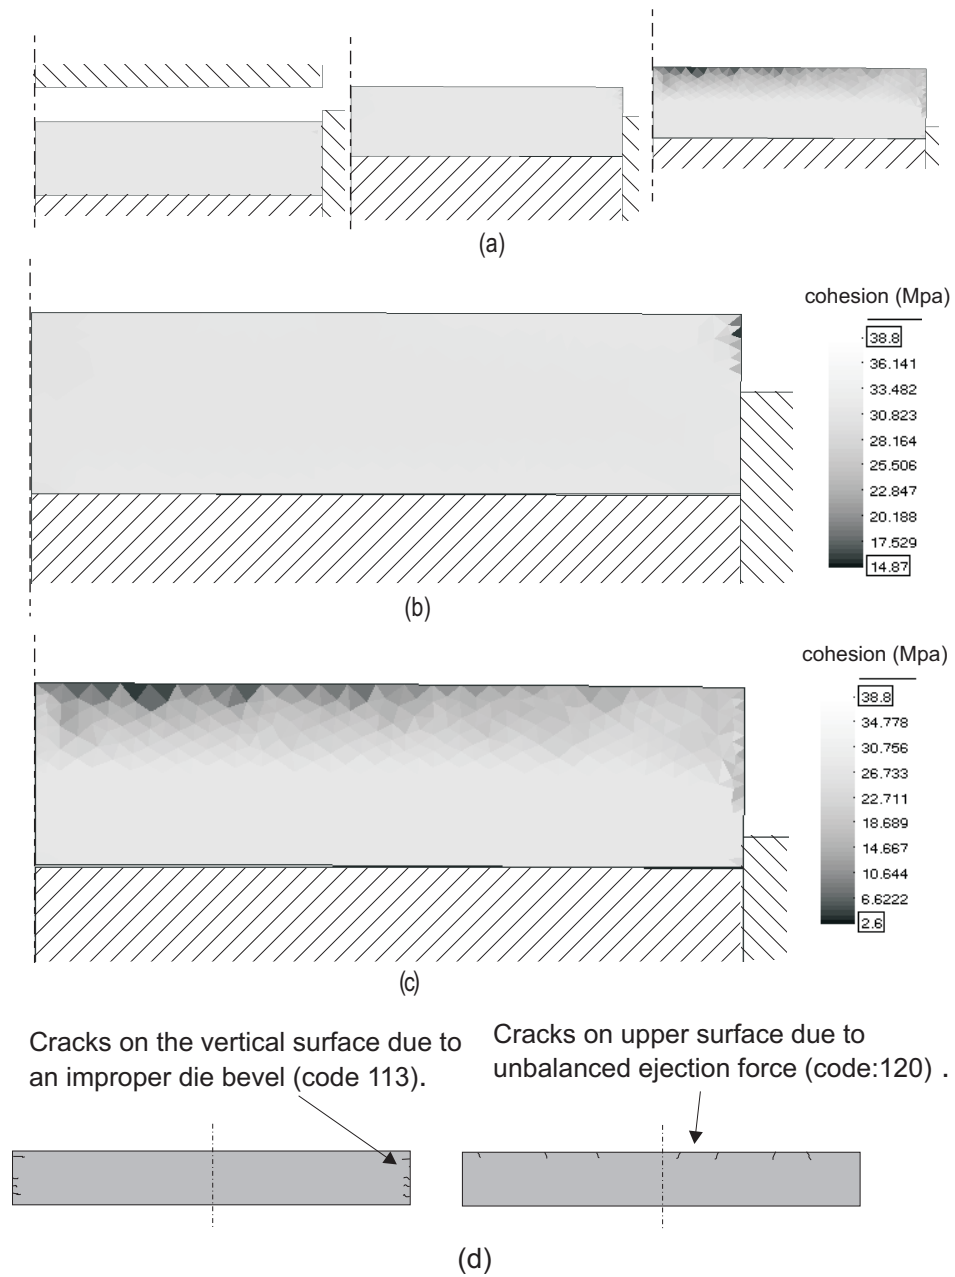 (a)
cohesion (Mpa)
38.8
36.141
33.482
30.823
28.164
25.506
22.847
20.188
17.529
14.87
(b)
cohesion (Mpa)
38.8
34.778
30.756
26.733
22.711
18.689
14.667
10.644
6.6222
2.6
(c)
Cracks on the vertical surface due to
an improper die bevel (code 113).
Cracks on upper surface due to
unbalanced ejection force (code:120) .
(d)